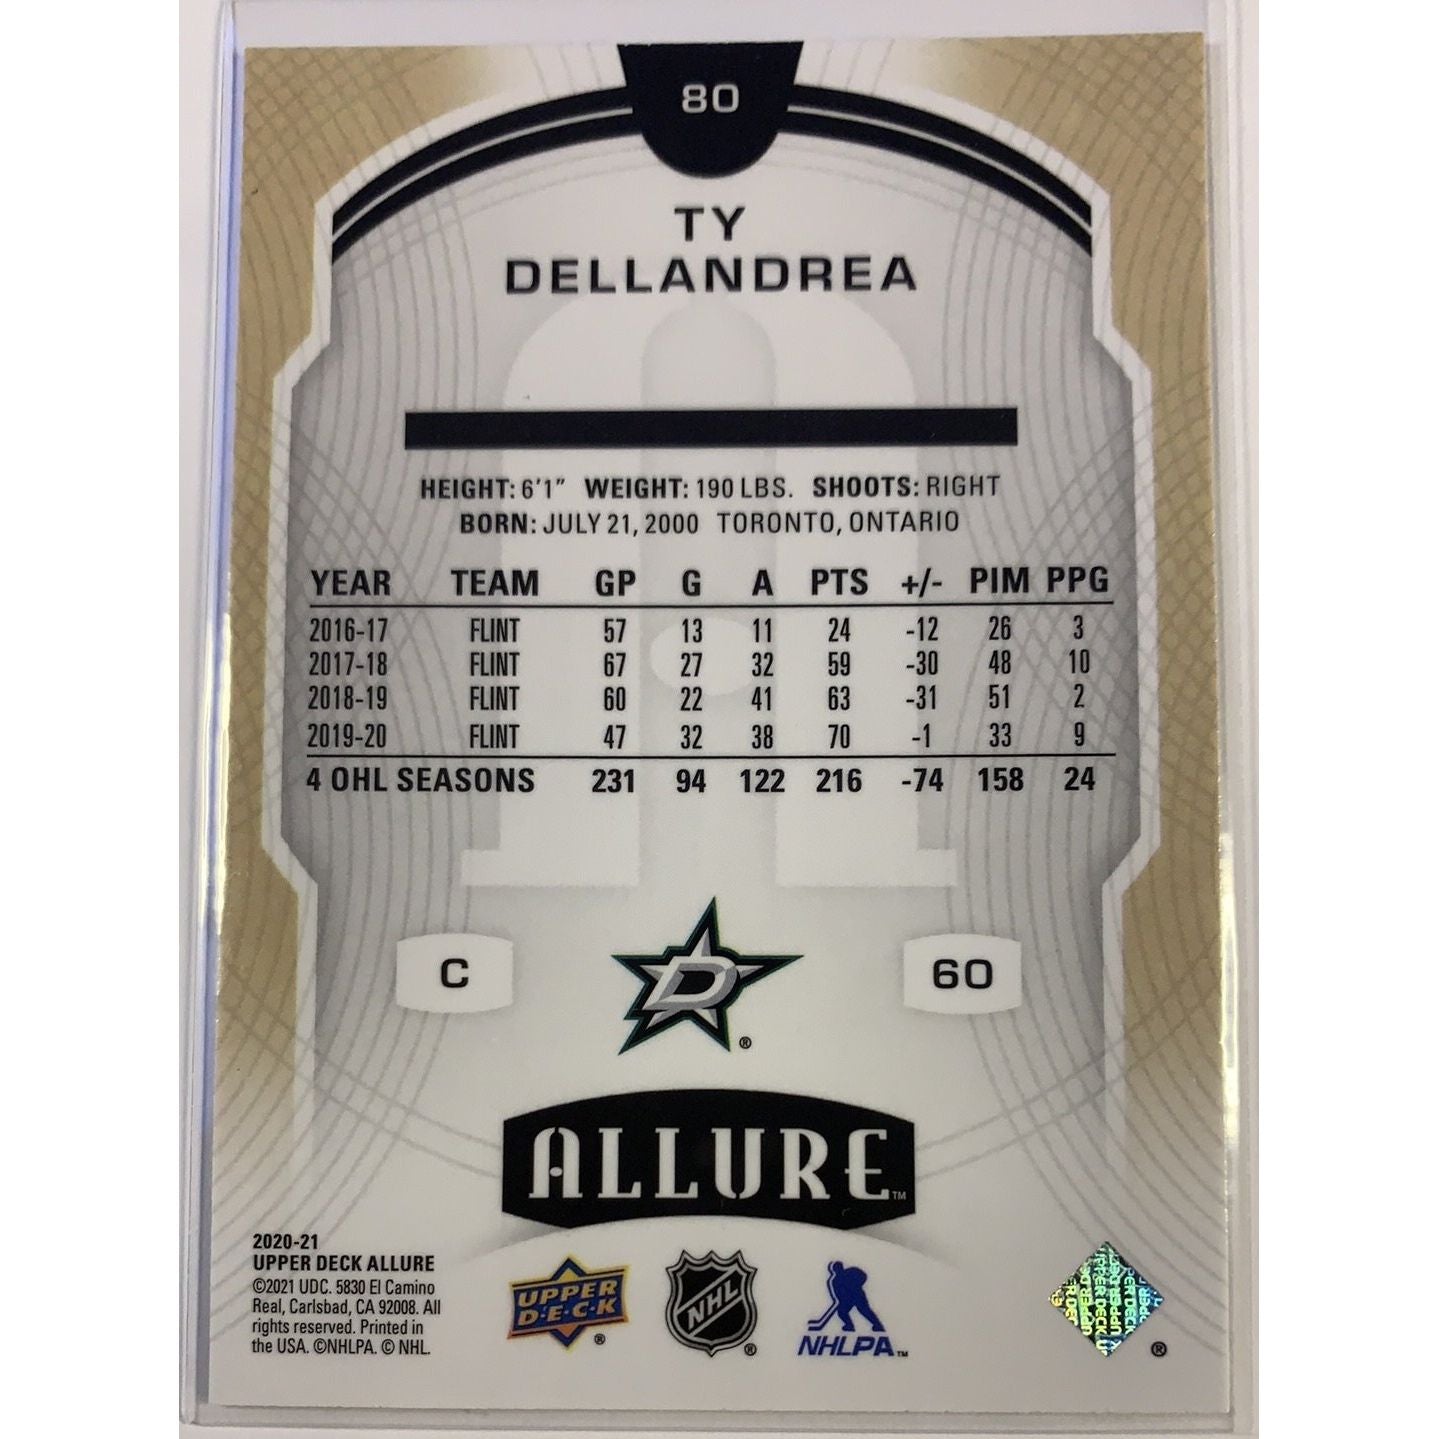 80
TY
DELLANDREA
HEIGHT: 6'1" WEIGHT: 190 LBS. SHOOTS: RIGHT
BORN: JULY 21, 2000 TORONTO, ONTARIO
YEAR TEAM GP G A PTS +/- PIM PPG
2016-17 FLINT 57 13 11 24 -12 26 3
2017-18 FLINT 67 27 32 59 -30 48 10
2018-19 FLINT 60 22 41 63 -31 51 2
2019-20 FLINT 47 32 38 70 -1 33 9
4 OHL SEASONS 231 94 122 216 -74 158 24
C D ® 60
ALLURE™
2020-21
UPPER DECK ALLURE
©2021 UDC. 5830 El Camino
Real, Carlsbad, CA 92008. All
rights reserved. Printed in
the USA. ©NHLPA. © NHL.
UPPER
D·E·C·K ®
NHL ®
NHLPA™
UPPER DECK
®